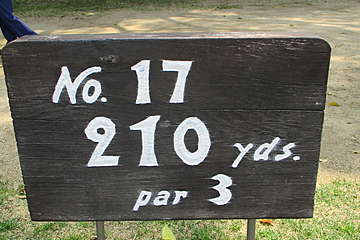 No. 17
210 yds.
par 3